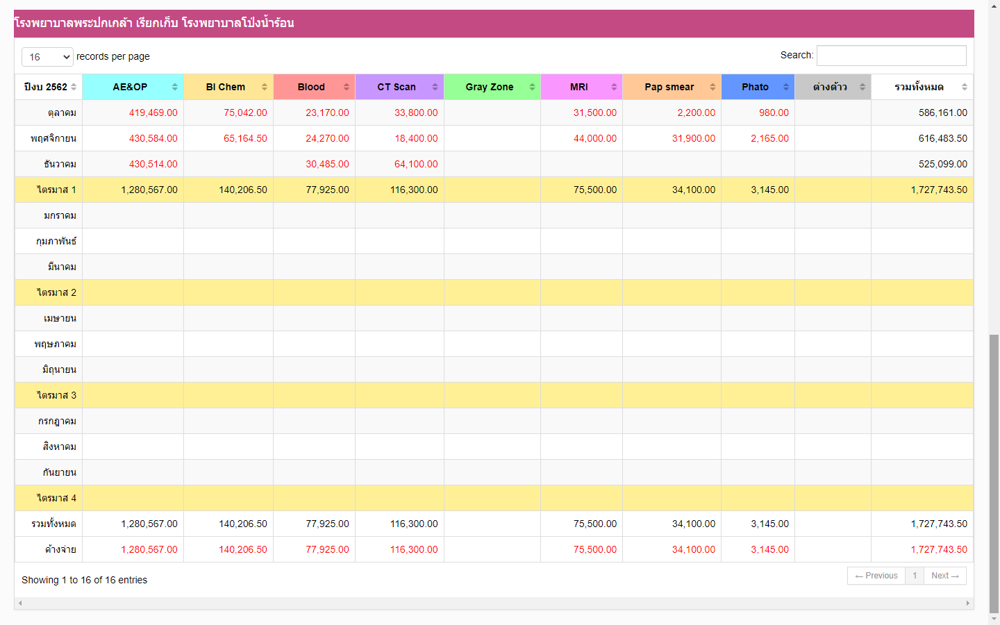 โรงพยาบาลพระปกเกล้า เรียกเก็บ โรงพยาบาลโป่งน้ำร้อน
16 records per page Search:
ปีงบ 2562 AE&OP BI Chem Blood CT Scan Gray Zone MRI Pap smear Phato ต่างด้าว รวมทั้งหมด
ตุลาคม 419,469.00 75,042.00 23,170.00 33,800.00 31,500.00 2,200.00 980.00 586,161.00
พฤศจิกายน 430,584.00 65,164.50 24,270.00 18,400.00 44,000.00 31,900.00 2,165.00 616,483.50
ธันวาคม 430,514.00 30,485.00 64,100.00 525,099.00
ไตรมาส 1 1,280,567.00 140,206.50 77,925.00 116,300.00 75,500.00 34,100.00 3,145.00 1,727,743.50
มกราคม
กุมภาพันธ์
มีนาคม
ไตรมาส 2
เมษายน
พฤษภาคม
มิถุนายน
ไตรมาส 3
กรกฎาคม
สิงหาคม
กันยายน
ไตรมาส 4
รวมทั้งหมด 1,280,567.00 140,206.50 77,925.00 116,300.00 75,500.00 34,100.00 3,145.00 1,727,743.50
ค้างจ่าย 1,280,567.00 140,206.50 77,925.00 116,300.00 75,500.00 34,100.00 3,145.00 1,727,743.50
Showing 1 to 16 of 16 entries ← Previous 1 Next →